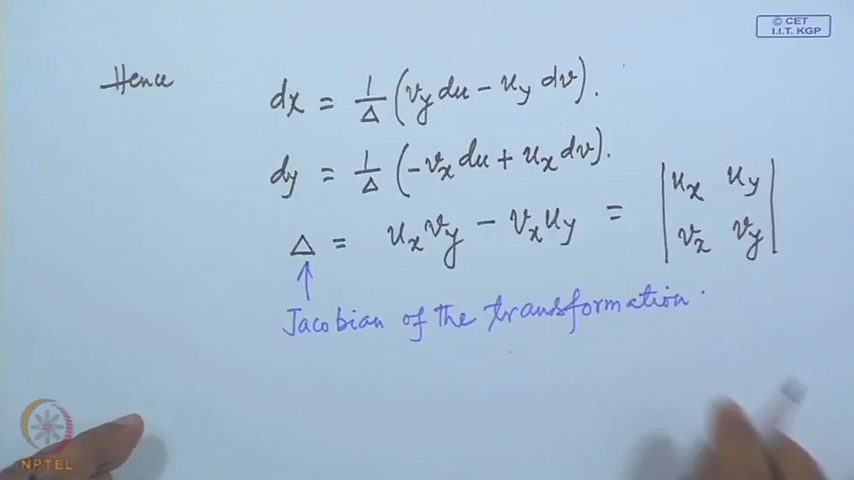 © CET
I.I.T. KGP
Hence dx = 1/Δ (v_y du - u_y dv).
dy = 1/Δ (-v_x du + u_x dv).
Δ = u_x v_y - v_x u_y = | u_x u_y |
| v_x v_y |
↑
Jacobian of the transformation.
NPTEL